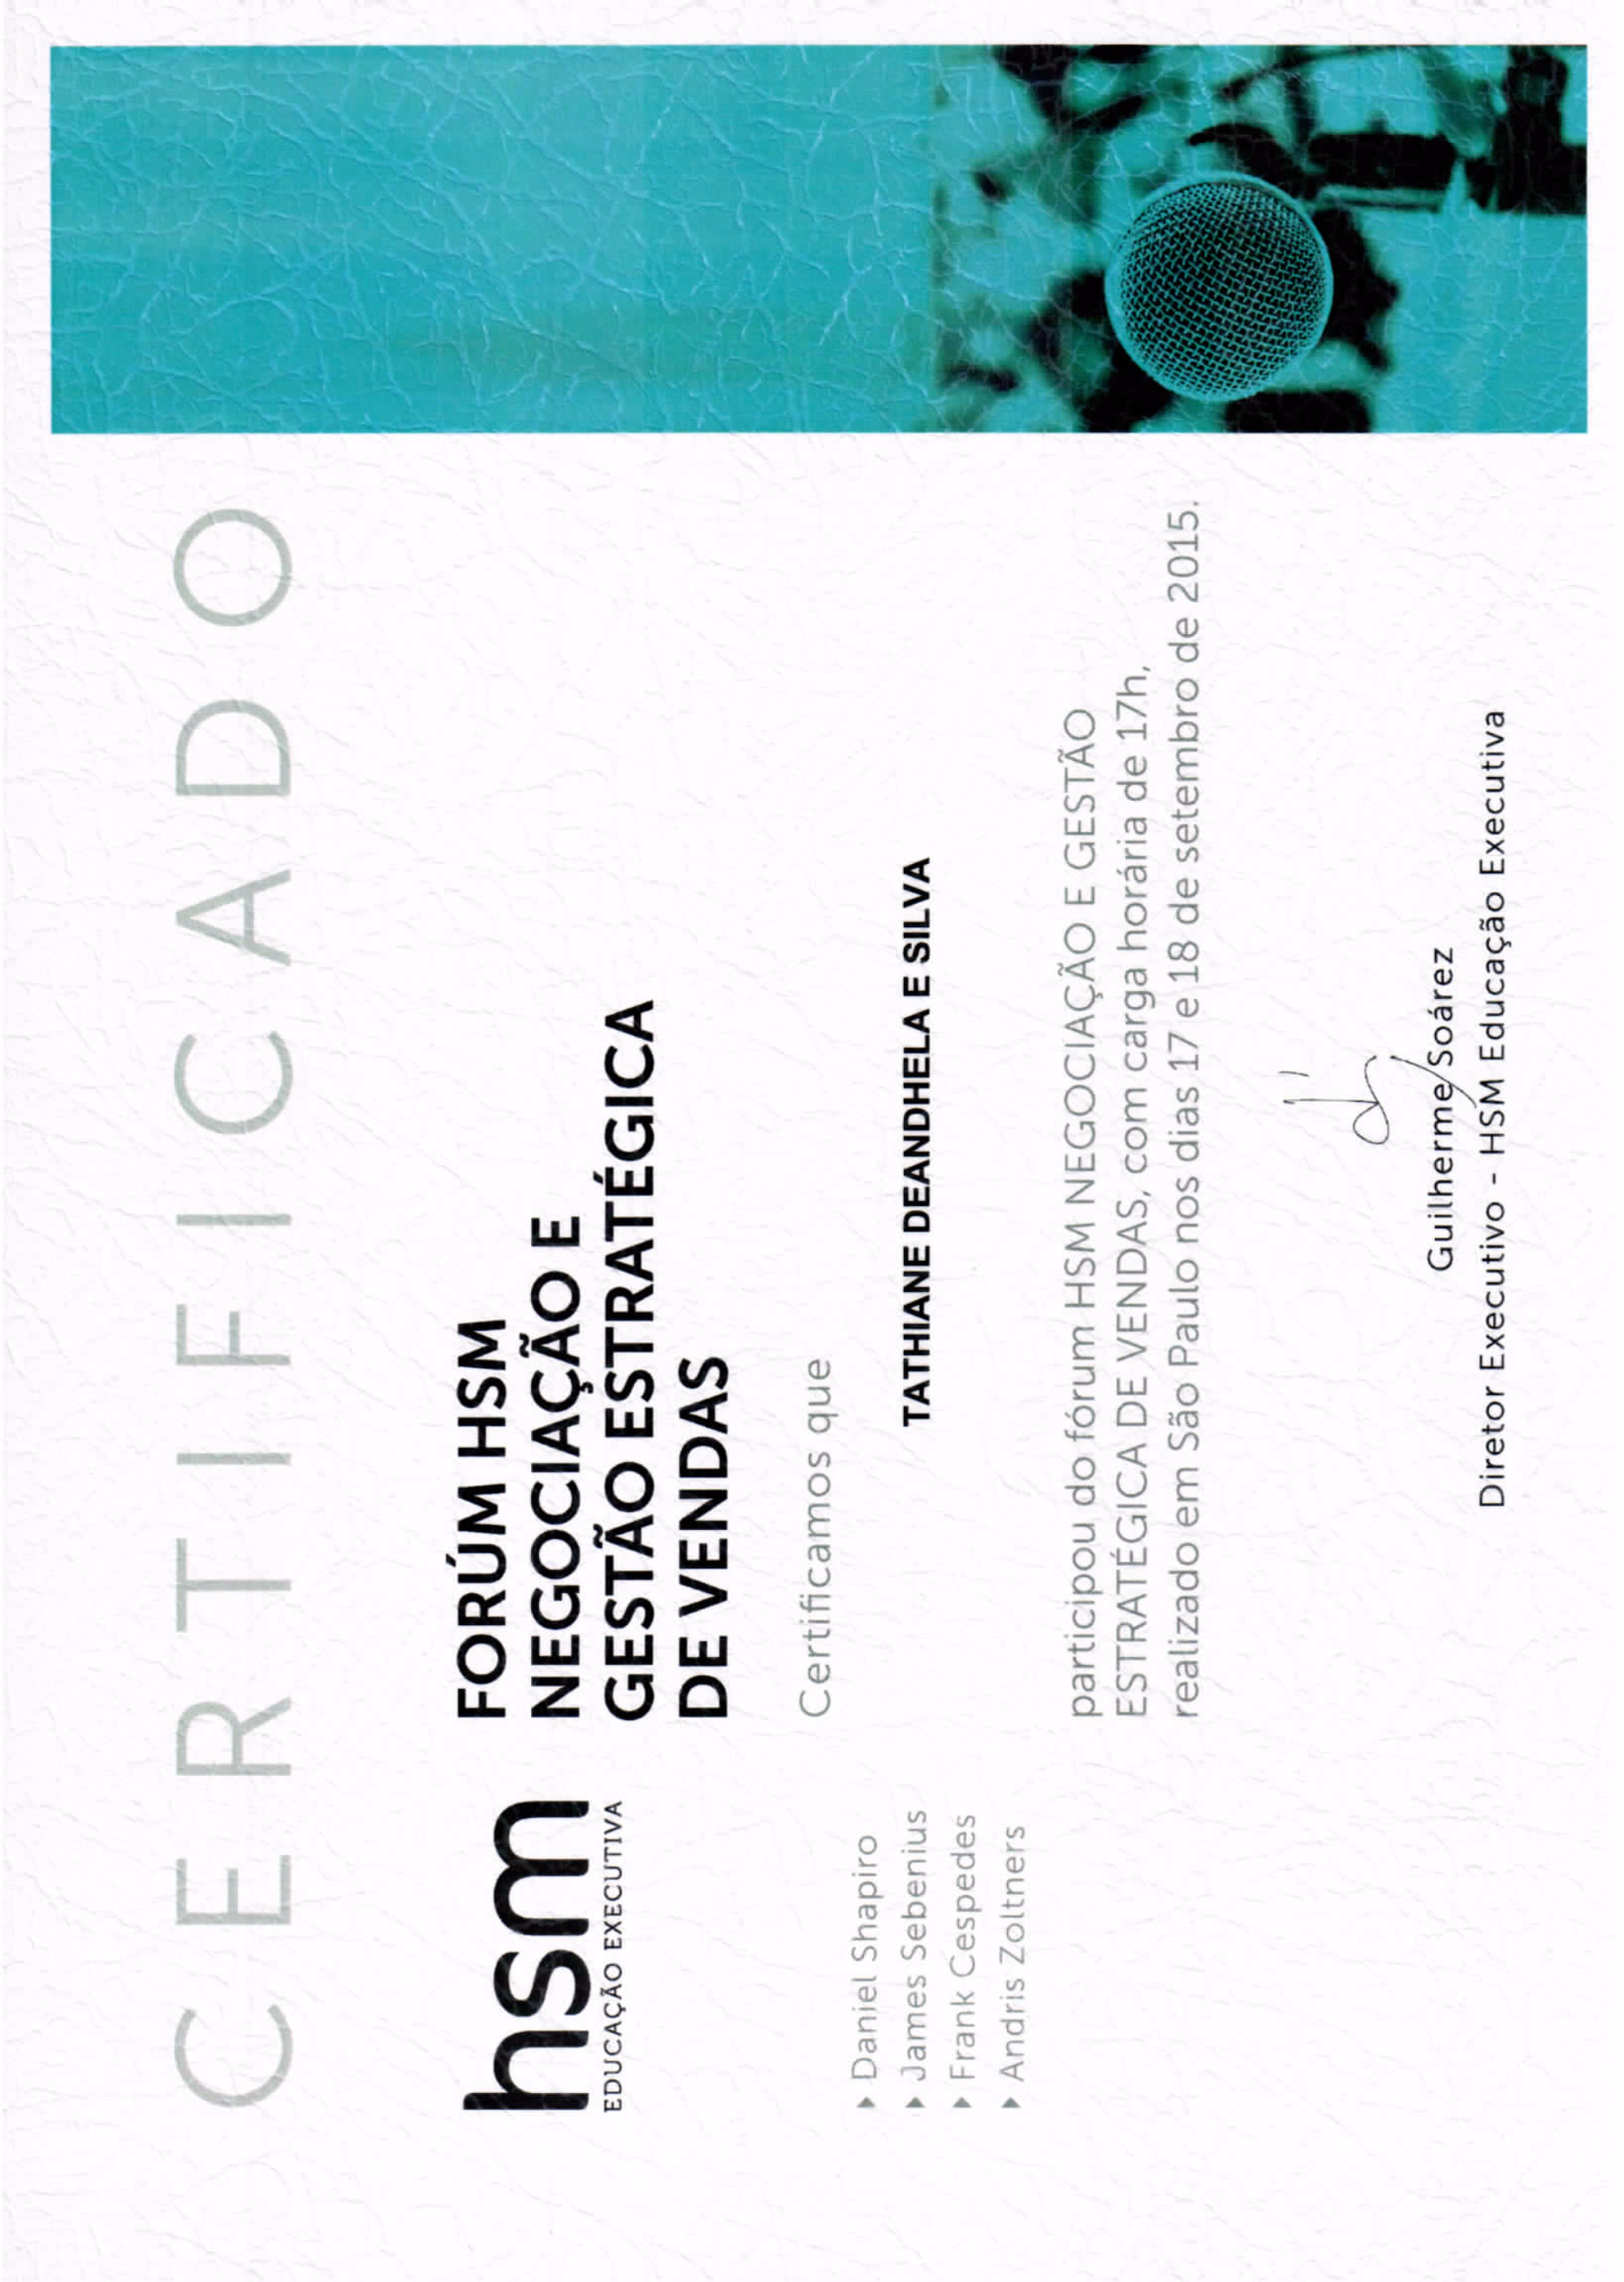 CERTIFICADO
hsm
EDUCAÇÃO EXECUTIVA
FORÚM HSM
NEGOCIAÇÃO E
GESTÃO ESTRATÉGICA
DE VENDAS
Certificamos que
TATHIANE DEANDHELA E SILVA
participou do fórum HSM NEGOCIAÇÃO E GESTÃO
ESTRATÉGICA DE VENDAS, com carga horária de 17h,
realizado em São Paulo nos dias 17 e 18 de setembro de 2015.
Daniel Shapiro
James Sebenius
Frank Cespedes
Andris Zoltners
Guilherme Soárez
Diretor Executivo - HSM Educação Executiva